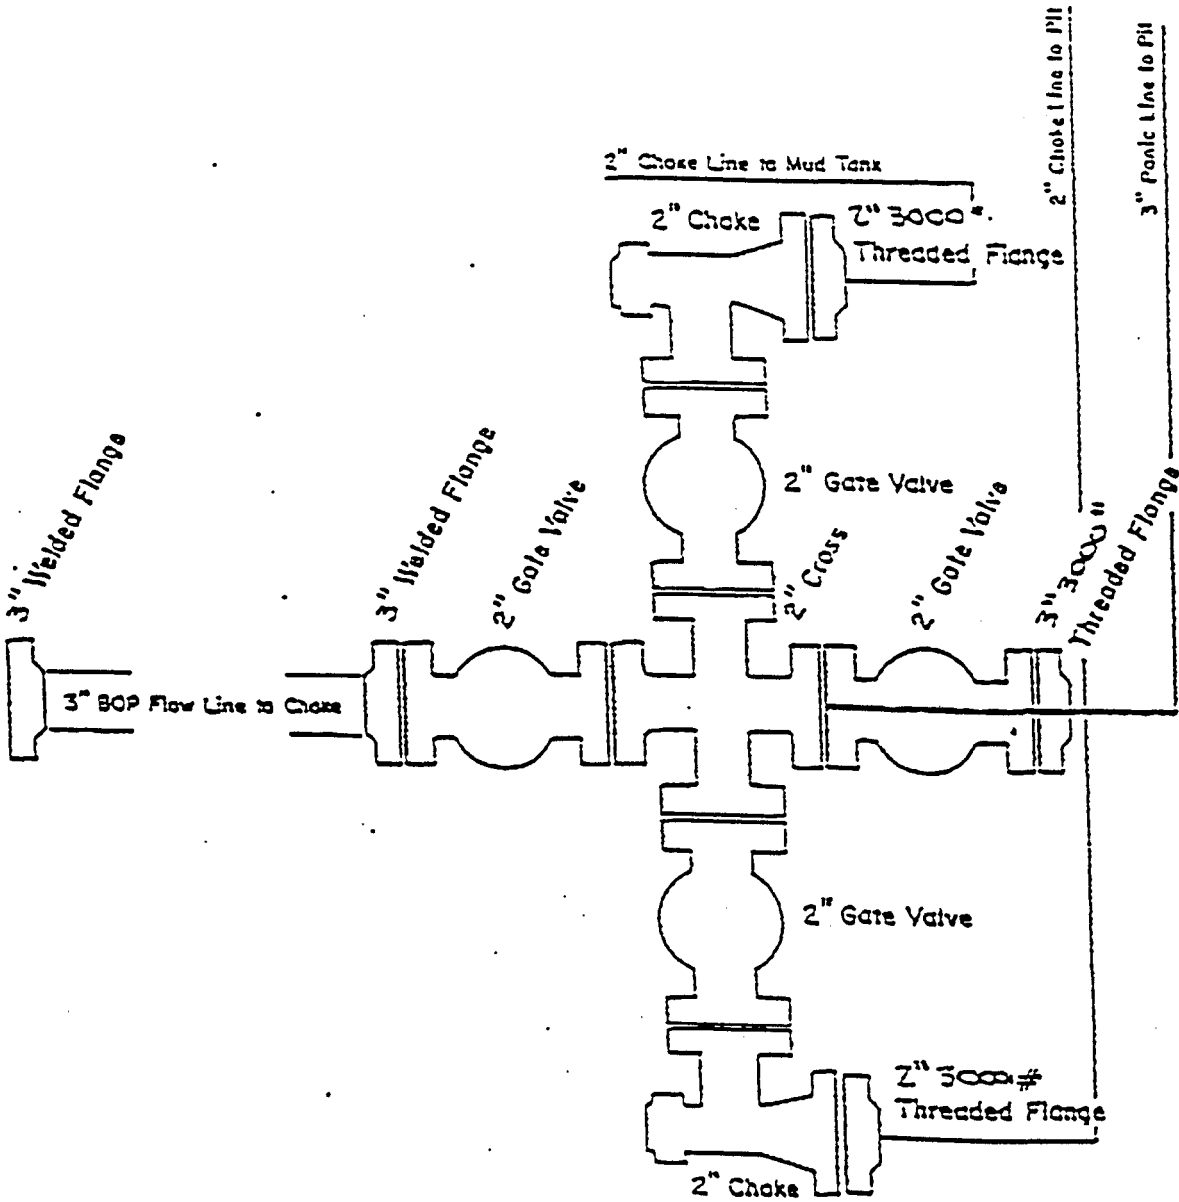 2" Choke Line to Pit
3" Panic Line to Pit
2" Choke Line to Mud Tank
2" Choke
2" 3000#
Threaded Flange
3" Welded Flange
3" Welded Flange
2" Gate Valve
2" Gate Valve
2" Cross
2" Gate Valve
3" 3000#
Threaded Flange
3" BOP Flow Line to Choke
2" Gate Valve
2" 3000#
Threaded Flange
2" Choke